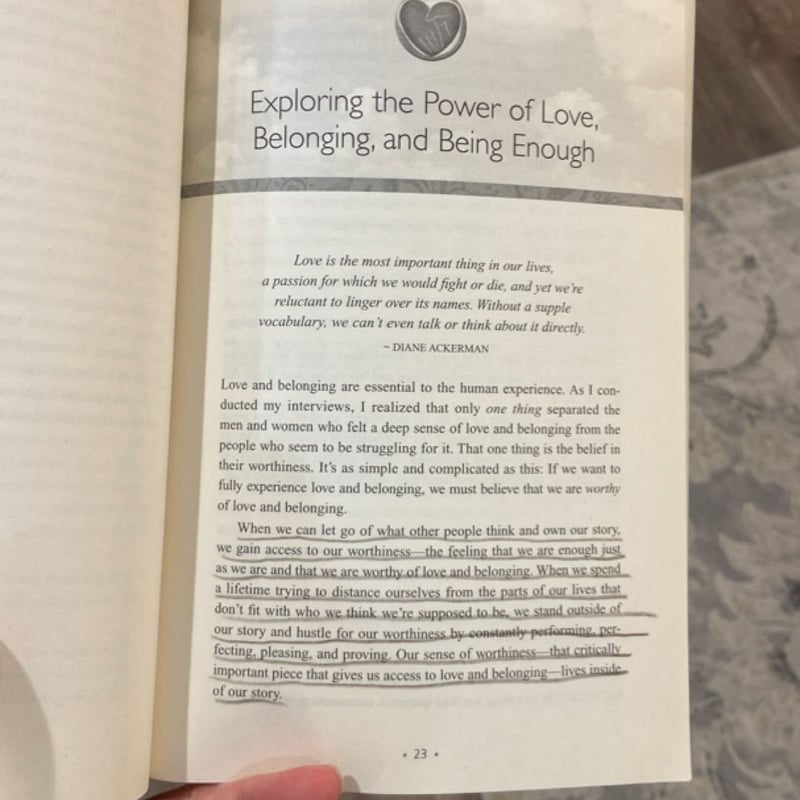 Exploring the Power of Love,
Belonging, and Being Enough
Love is the most important thing in our lives,
a passion for which we would fight or die, and yet we're
reluctant to linger over its names. Without a supple
vocabulary, we can't even talk or think about it directly.
~ DIANE ACKERMAN
Love and belonging are essential to the human experience. As I con-
ducted my interviews, I realized that only one thing separated the
men and women who felt a deep sense of love and belonging from the
people who seem to be struggling for it. That one thing is the belief in
their worthiness. It's as simple and complicated as this: If we want to
fully experience love and belonging, we must believe that we are worthy
of love and belonging.
When we can let go of what other people think and own our story,
we gain access to our worthiness—the feeling that we are enough just
as we are and that we are worthy of love and belonging. When we spend
a lifetime trying to distance ourselves from the parts of our lives that
don't fit with who we think we're supposed to be, we stand outside of
our story and hustle for our worthiness by constantly performing, per-
fecting, pleasing, and proving. Our sense of worthiness—that critically
important piece that gives us access to love and belonging—lives inside
of our story.
• 23 •